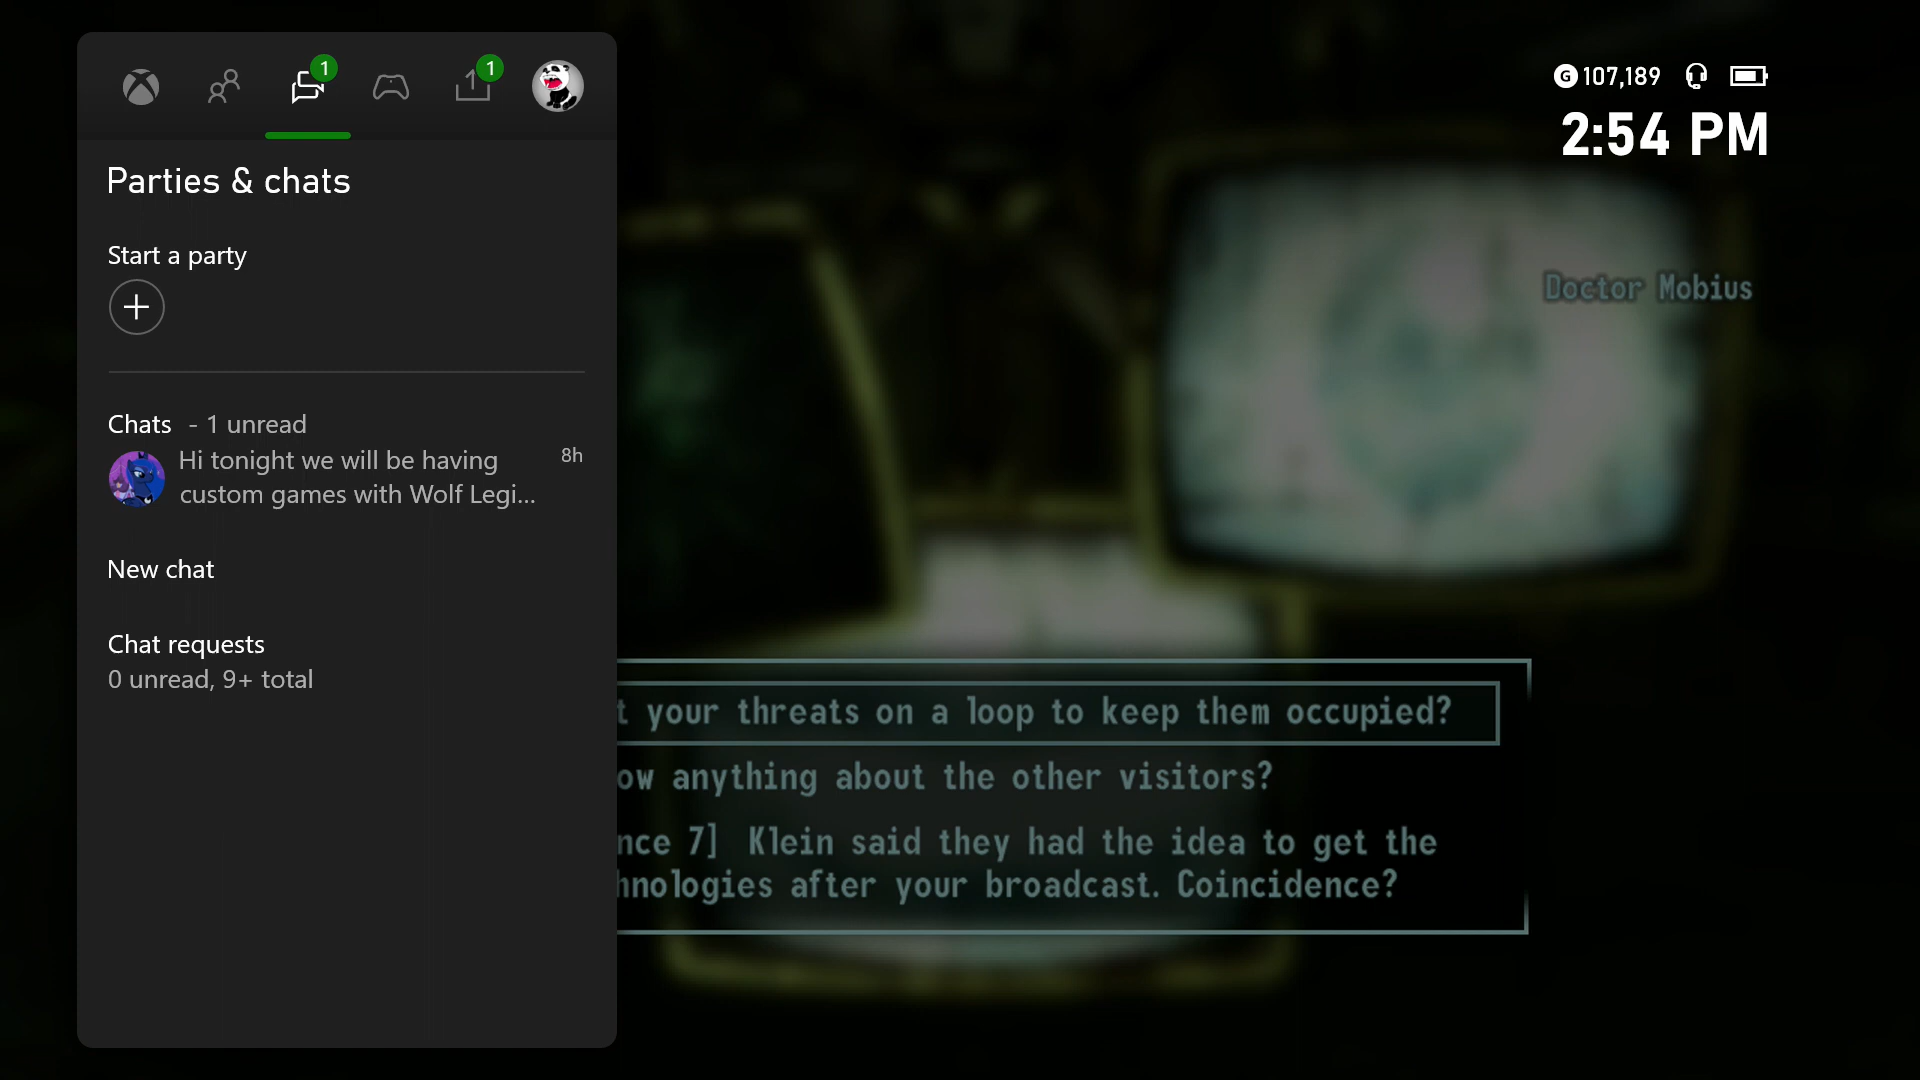 1
1
G 107,189
2:54 PM
Parties & chats
Start a party
Chats - 1 unread
Hi tonight we will be having 8h
custom games with Wolf Legi...
New chat
Chat requests
0 unread, 9+ total
Doctor Mobius
t your threats on a loop to keep them occupied?
ow anything about the other visitors?
nce 7] Klein said they had the idea to get the
hnologies after your broadcast. Coincidence?